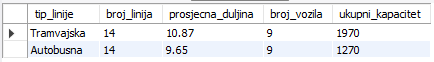 tip_linije broj_linija prosjecna_duljina broj_vozila ukupni_kapacitet
Tramvajska 14 10.87 9 1970
Autobusna 14 9.65 9 1270